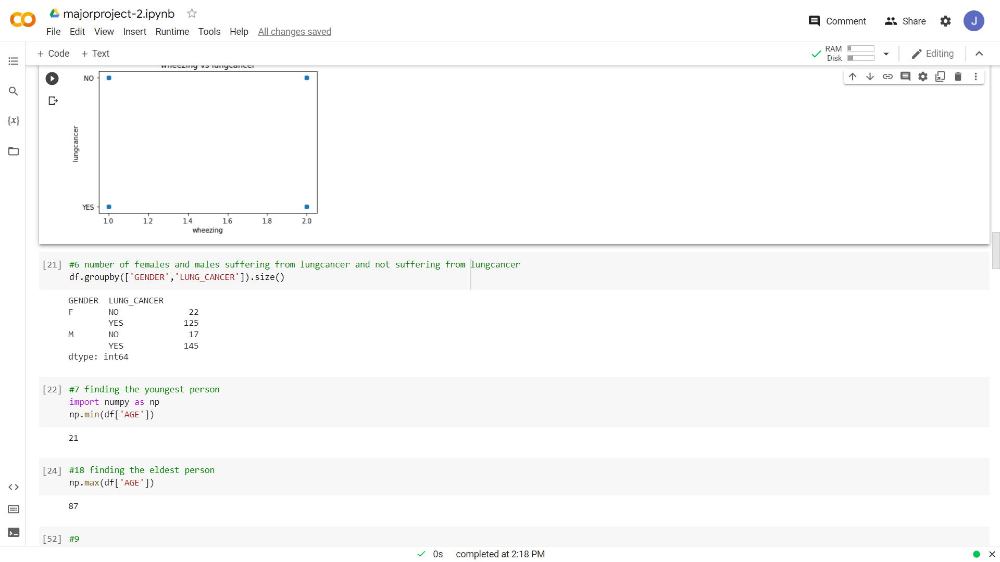 majorproject-2.ipynb
File Edit View Insert Runtime Tools Help All changes saved
Comment Share J
+ Code + Text
RAM
Disk
Editing
wheezing vs lungcancer
NO
lungcancer
YES
1.0 1.2 1.4 1.6 1.8 2.0
wheezing
{x}
[21] #6 number of females and males suffering from lungcancer and not suffering from lungcancer
df.groupby(['GENDER','LUNG_CANCER']).size()
GENDER LUNG_CANCER
F NO 22
YES 125
M NO 17
YES 145
dtype: int64
[22] #7 finding the youngest person
import numpy as np
np.min(df['AGE'])
21
[24] #18 finding the eldest person
np.max(df['AGE'])
87
[52] #9
0s completed at 2:18 PM